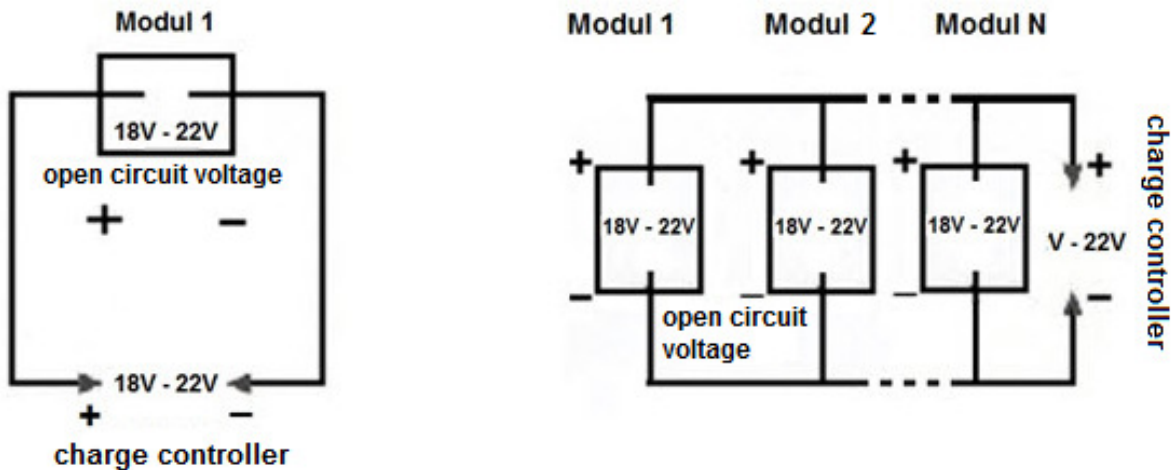 Modul 1
18V - 22V
open circuit voltage
+ −
18V - 22V
+ −
charge controller
Modul 1 Modul 2 Modul N
+ + + +
18V - 22V 18V - 22V 18V - 22V V - 22V
− − − −
open circuit
voltage
charge controller